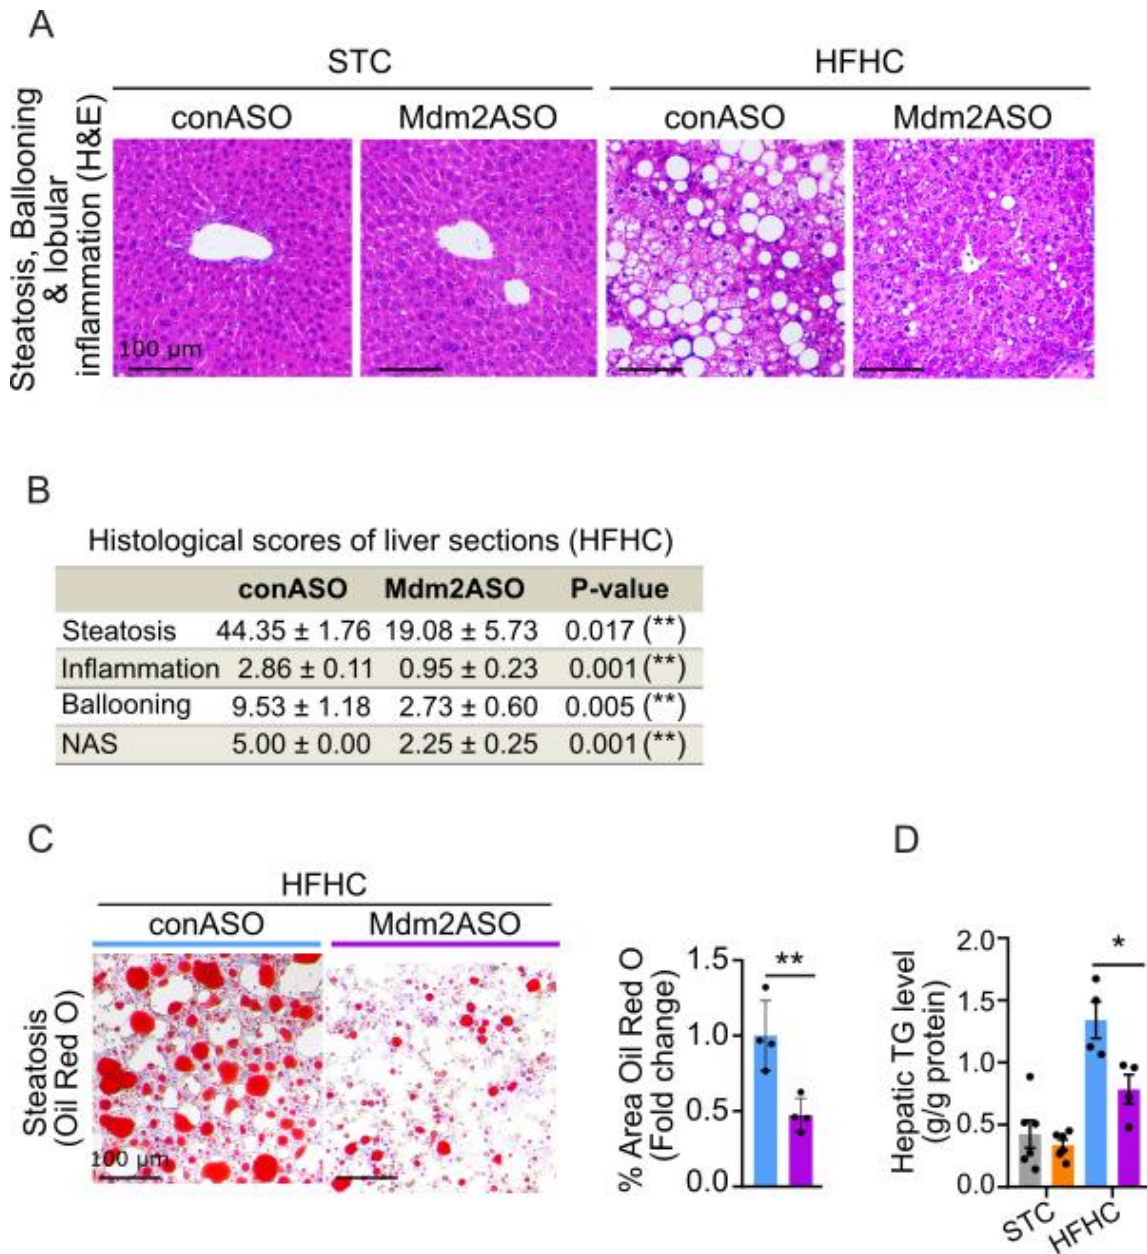 A
STC
HFHC
conASO
Mdm2ASO
conASO
Mdm2ASO
Steatosis, Ballooning
& lobular
inflammation (H&E)
100 μm
B
Histological scores of liver sections (HFHC)
conASO Mdm2ASO P-value
Steatosis 44.35 ± 1.76 19.08 ± 5.73 0.017 (**)
Inflammation 2.86 ± 0.11 0.95 ± 0.23 0.001 (**)
Ballooning 9.53 ± 1.18 2.73 ± 0.60 0.005 (**)
NAS 5.00 ± 0.00 2.25 ± 0.25 0.001 (**)
C
HFHC
conASO
Mdm2ASO
Steatosis
(Oil Red O)
100 μm
% Area Oil Red O
(Fold change)
1.5
1.0
0.5
0.0
**
D
Hepatic TG level
(g/g protein)
2.0
1.5
1.0
0.5
0.0
*
STC
HFHC